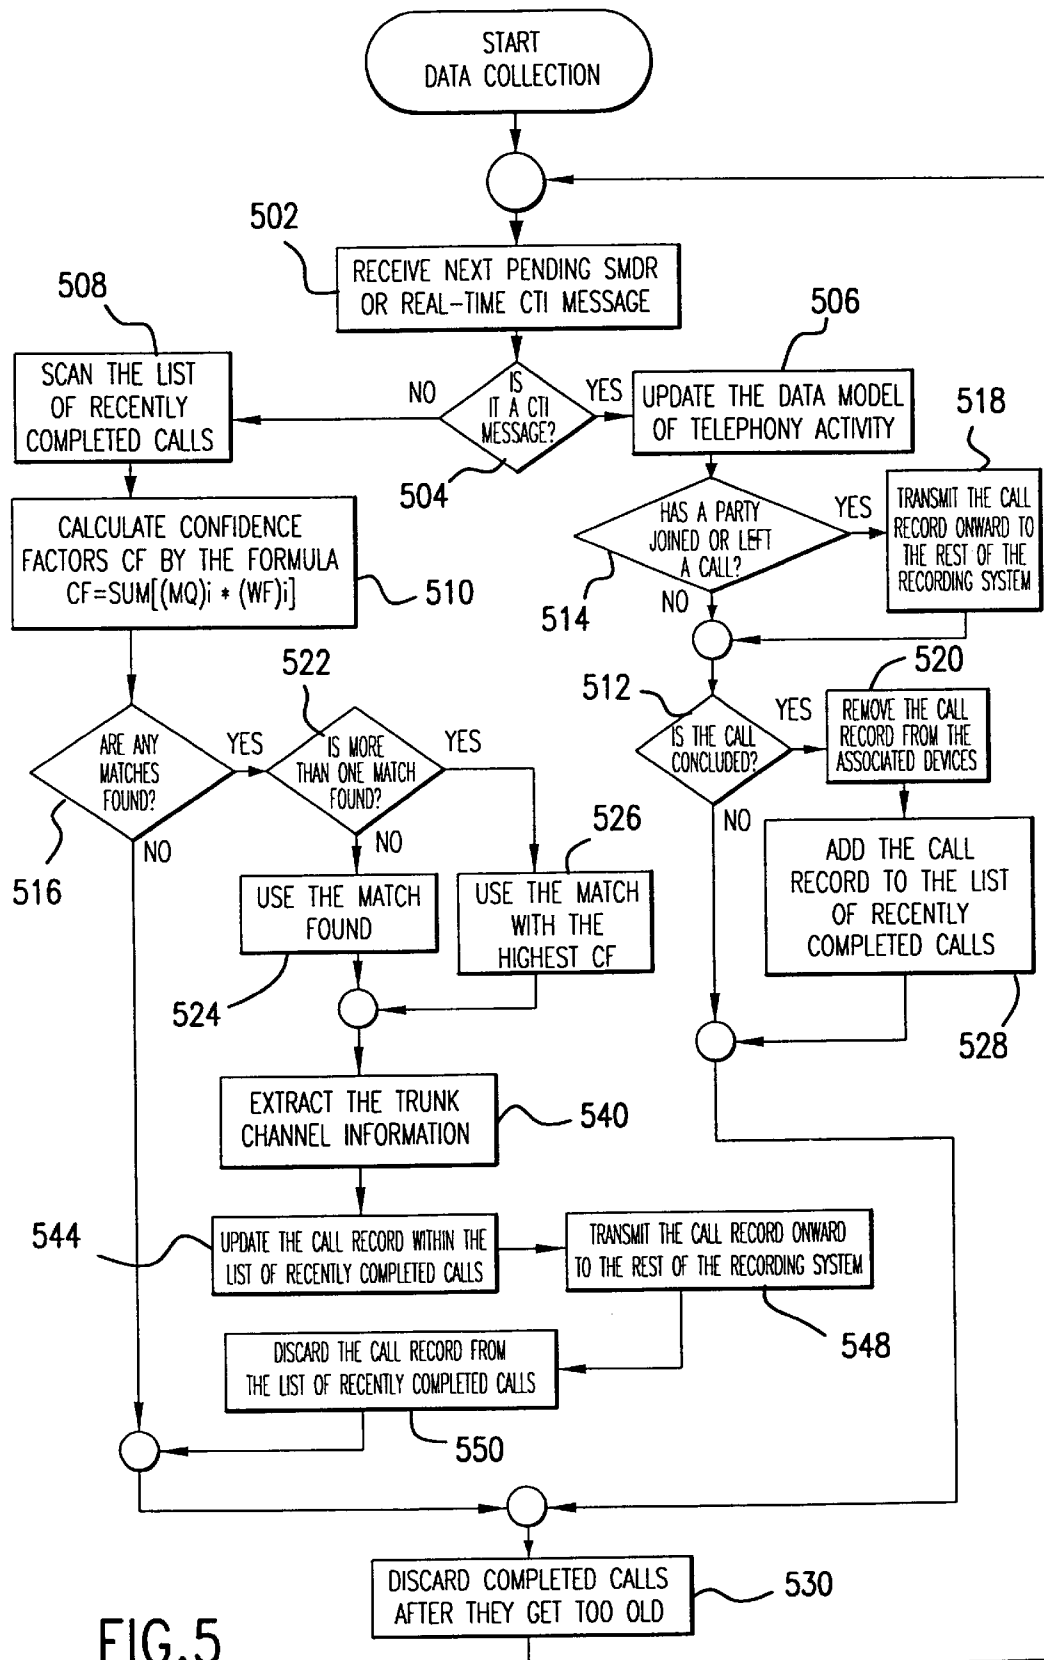 START
DATA COLLECTION
502
RECEIVE NEXT PENDING SMDR
OR REAL-TIME CTI MESSAGE
508
SCAN THE LIST
OF RECENTLY
COMPLETED CALLS
NO
IS
IT A CTI
MESSAGE?
504
YES
506
UPDATE THE DATA MODEL
OF TELEPHONY ACTIVITY
518
CALCULATE CONFIDENCE
FACTORS CF BY THE FORMULA
CF=SUM[(MQ)i * (WF)i]
510
HAS A PARTY
JOINED OR LEFT
A CALL?
514
YES
NO
TRANSMIT THE CALL
RECORD ONWARD TO
THE REST OF THE
RECORDING SYSTEM
522
512
520
ARE ANY
MATCHES
FOUND?
516
YES
NO
IS MORE
THAN ONE MATCH
FOUND?
YES
NO
IS THE CALL
CONCLUDED?
YES
NO
REMOVE THE CALL
RECORD FROM THE
ASSOCIATED DEVICES
526
USE THE MATCH
FOUND
524
USE THE MATCH
WITH THE
HIGHEST CF
ADD THE CALL
RECORD TO THE LIST
OF RECENTLY
COMPLETED CALLS
528
EXTRACT THE TRUNK
CHANNEL INFORMATION
540
544
UPDATE THE CALL RECORD WITHIN THE
LIST OF RECENTLY COMPLETED CALLS
TRANSMIT THE CALL RECORD ONWARD
TO THE REST OF THE RECORDING SYSTEM
548
DISCARD THE CALL RECORD FROM
THE LIST OF RECENTLY COMPLETED CALLS
550
DISCARD COMPLETED CALLS
AFTER THEY GET TOO OLD
530
FIG.5